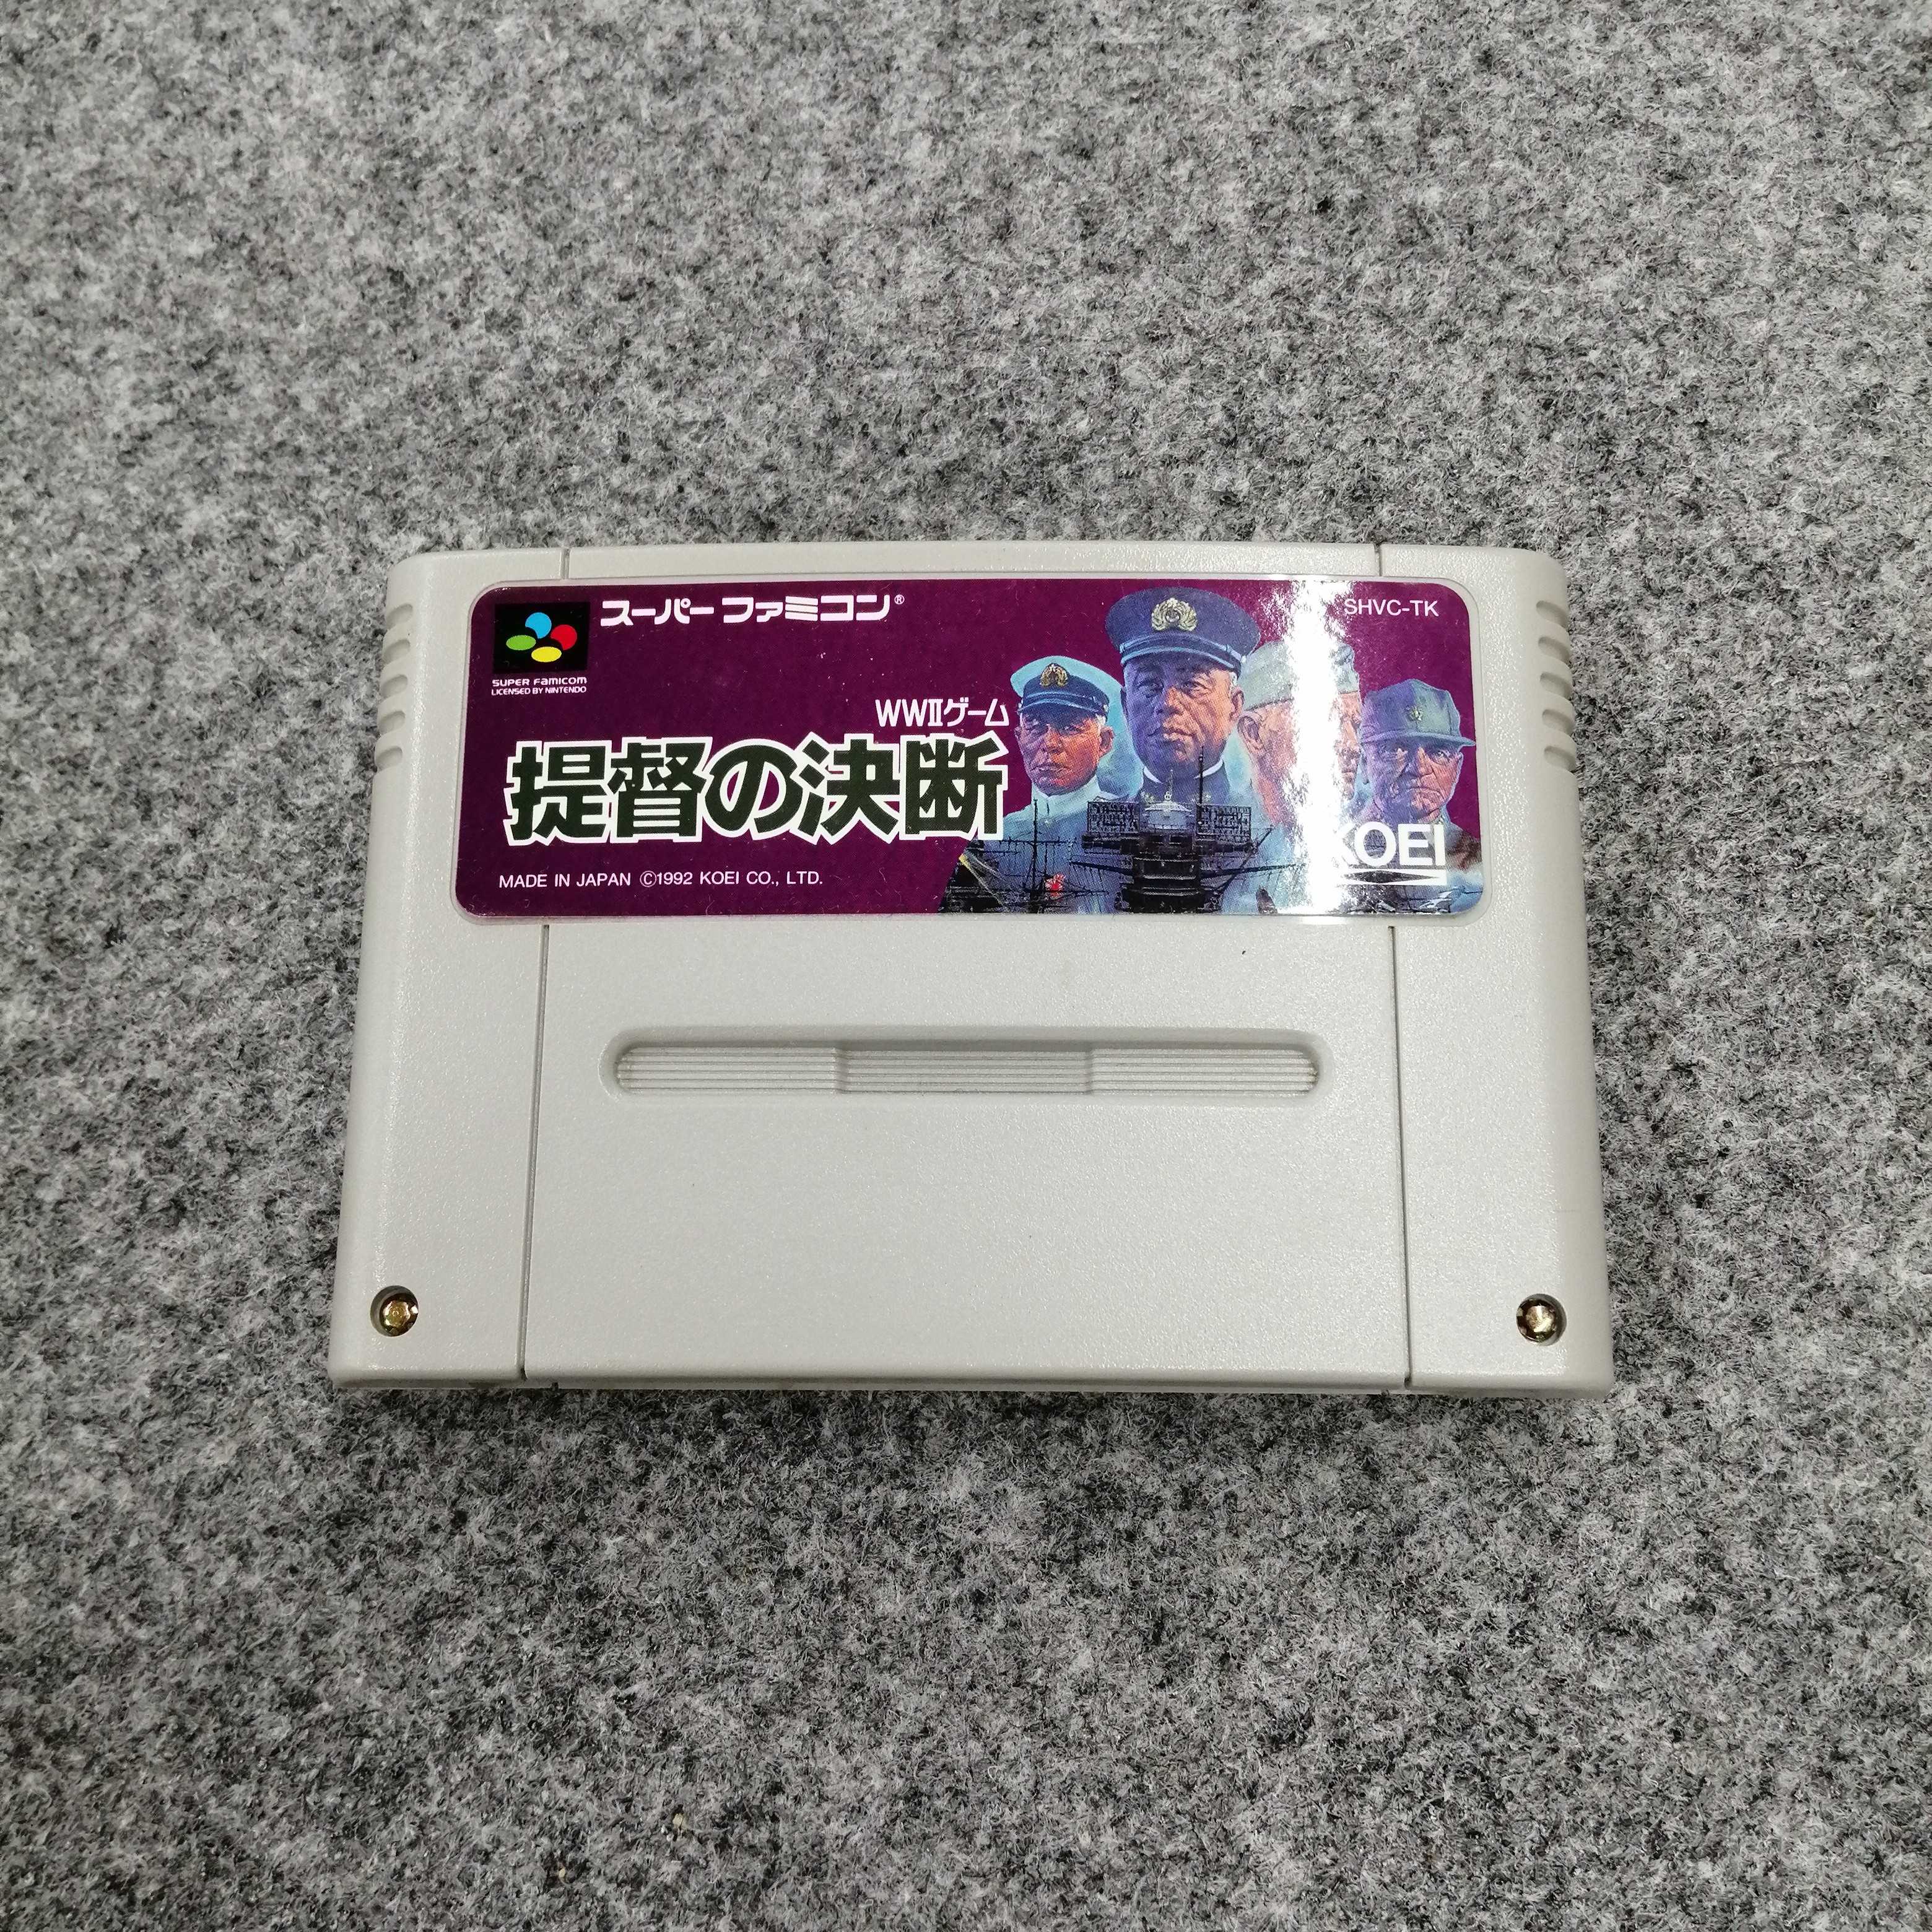 スーパーファミコン®
SHVC-TK
SUPER FAMICOM
LICENSED BY NINTENDO
WWIIゲーム
提督の決断
KOEI
MADE IN JAPAN ©1992 KOEI CO., LTD.